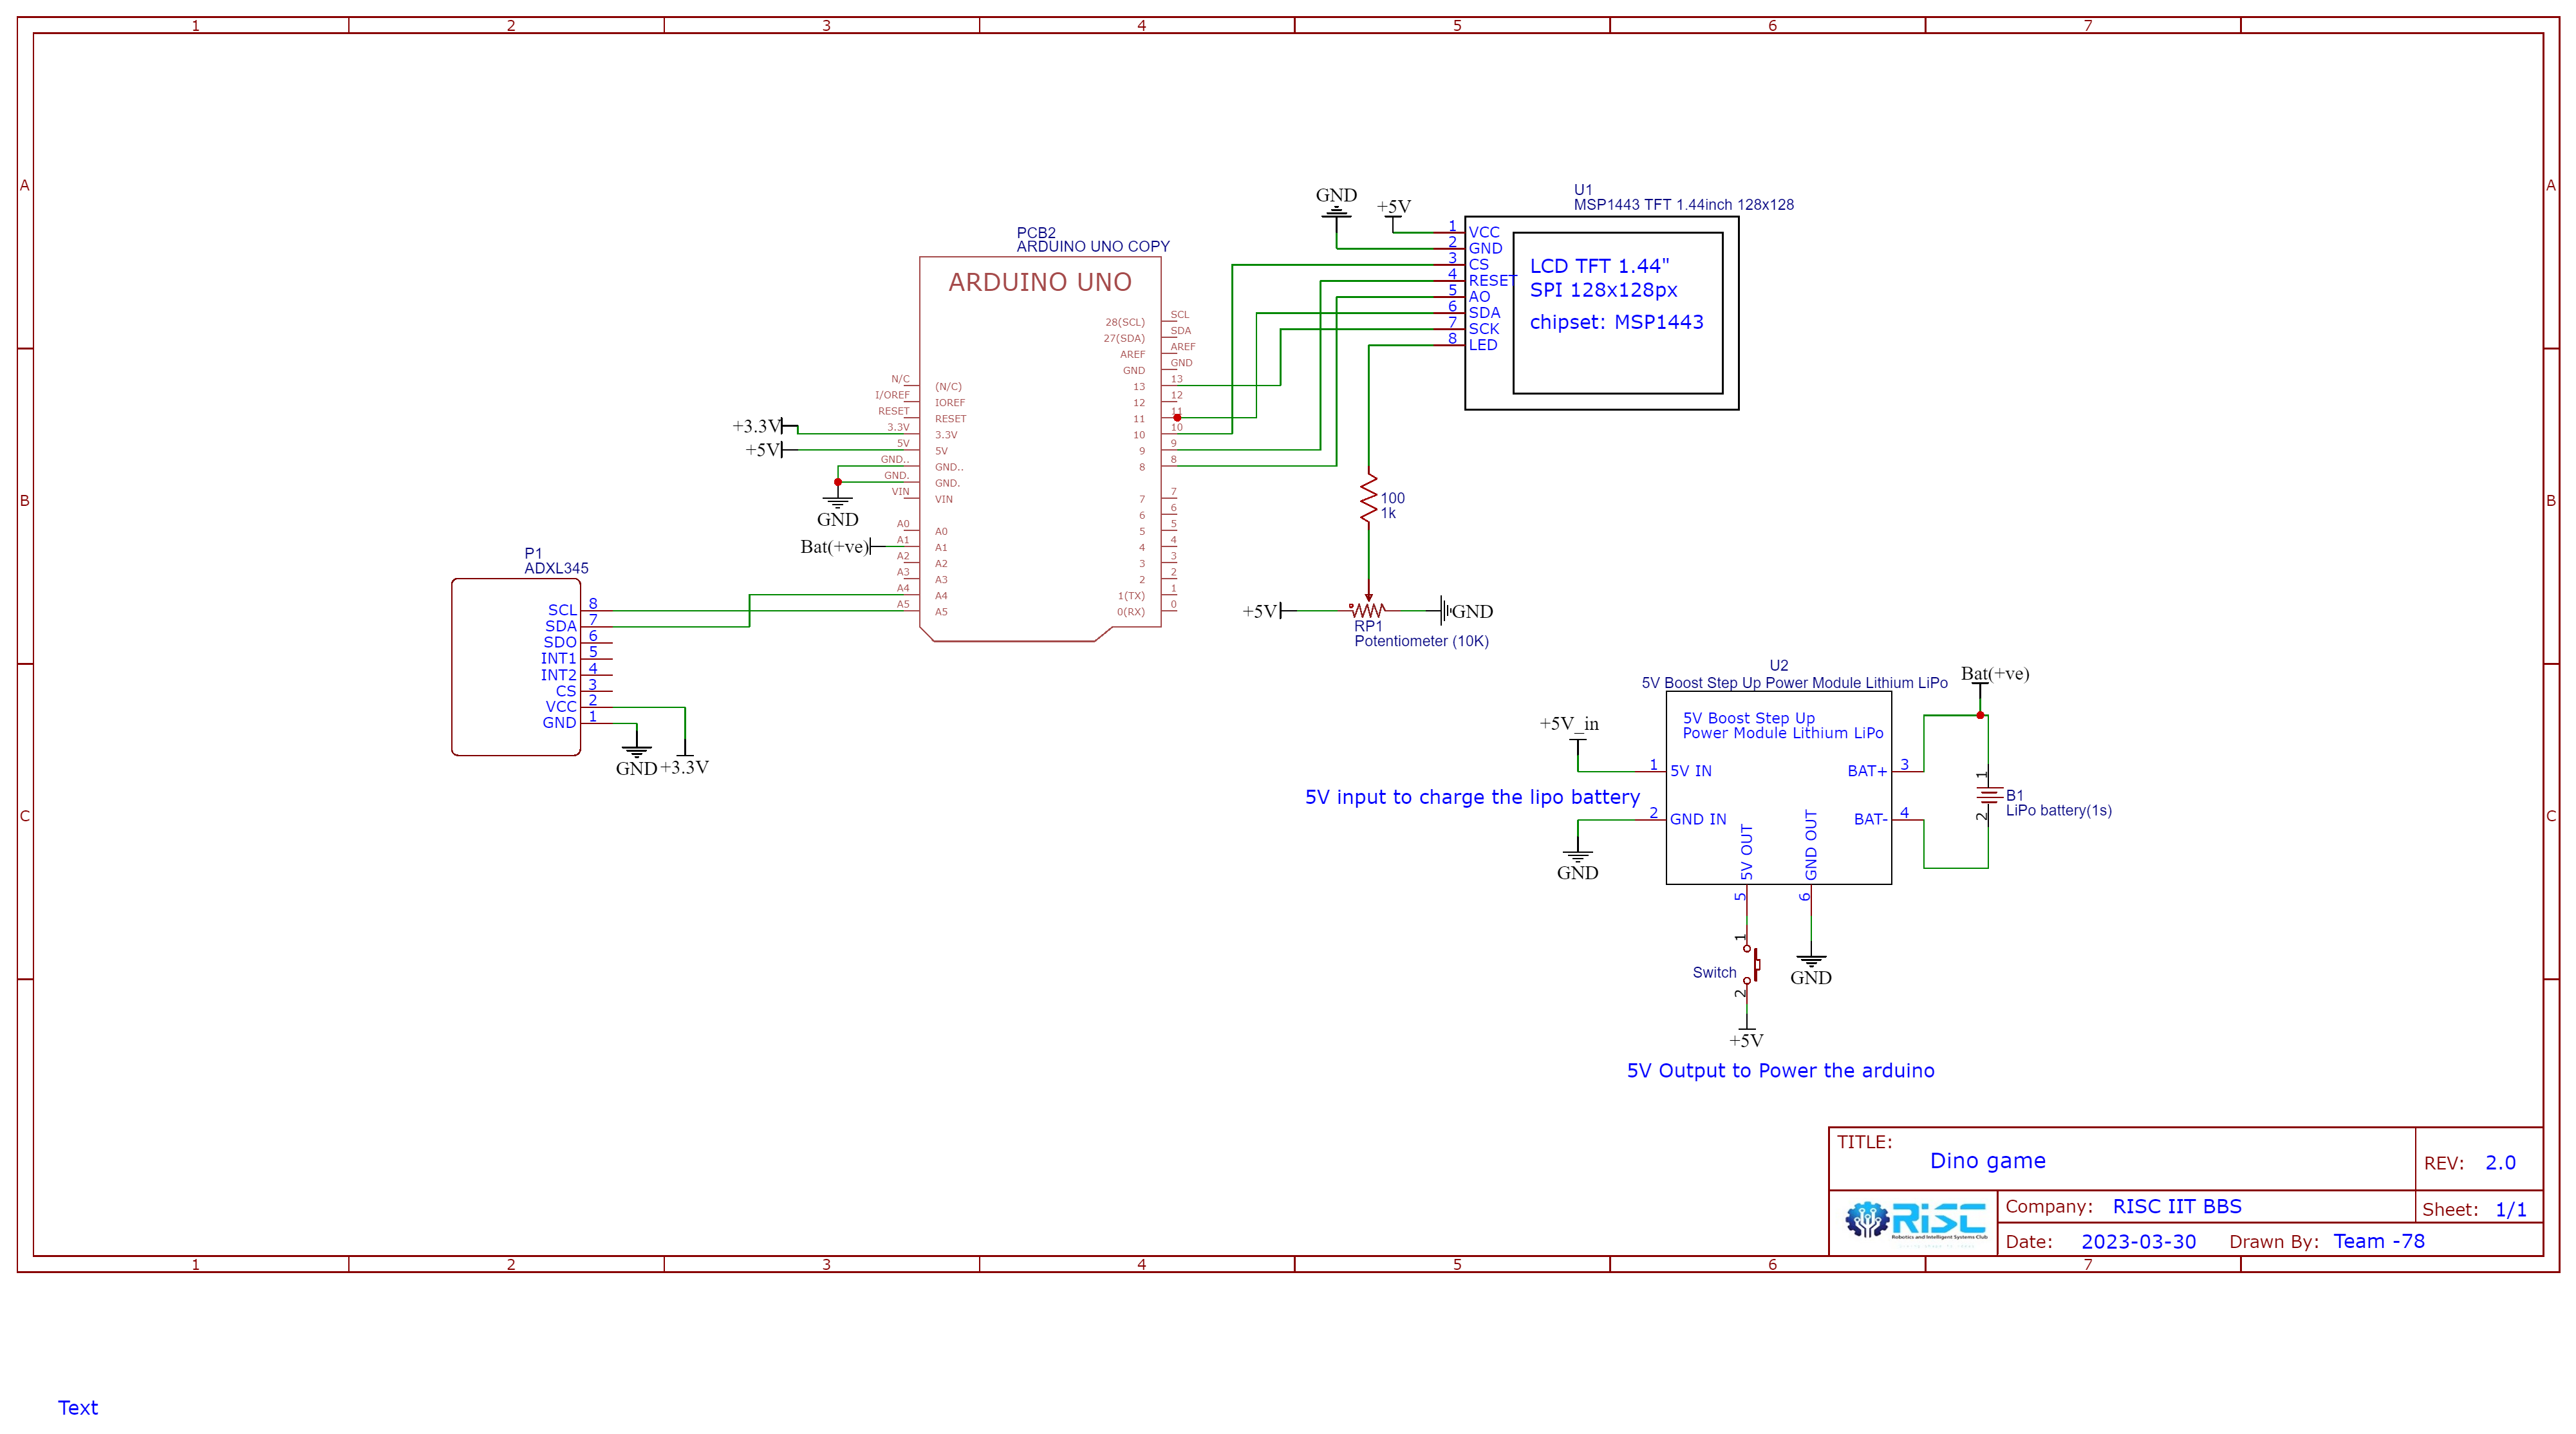 1 2 3 4 5 6 7
A A
B B
C C
GND
+5V
U1
MSP1443 TFT 1.44inch 128x128
1 VCC
2 GND
3 CS
4 RESET
5 AO
6 SDA
7 SCK
8 LED
LCD TFT 1.44"
SPI 128x128px
chipset: MSP1443
PCB2
ARDUINO UNO COPY
ARDUINO UNO
28(SCL) SCL
27(SDA) SDA
AREF AREF
GND GND
N/C (N/C) 13 13
I/OREF IOREF 12 12
RESET RESET 11 11
+3.3V 3.3V 3.3V 10 10
+5V 5V 5V 9 9
GND.. GND.. 8 8
GND. GND.
VIN VIN 7 7
GND
6 6
A0 A0 5 5
Bat(+ve) A1 A1 4 4
A2 A2 3 3
A3 A3 2 2
A4 A4 1(TX) 1
A5 A5 0(RX) 0
100
1k
+5V GND
RP1
Potentiometer (10K)
P1
ADXL345
SCL 8
SDA 7
SDO 6
INT1 5
INT2 4
CS 3
VCC 2
GND 1
GND +3.3V
U2
5V Boost Step Up Power Module Lithium LiPo
Bat(+ve)
5V Boost Step Up
Power Module Lithium LiPo
+5V_in
1 5V IN BAT+ 3
5V input to charge the lipo battery
2 GND IN BAT- 4
GND
5V OUT 5
GND OUT 6
1
B1
LiPo battery(1s)
2
1
Switch
2
GND
+5V
5V Output to Power the arduino
TITLE:
Dino game
REV: 2.0
RiSC
Robotics and Intelligent Systems Club
Company: RISC IIT BBS
Sheet: 1/1
Date: 2023-03-30 Drawn By: Team -78
1 2 3 4 5 6 7
Text